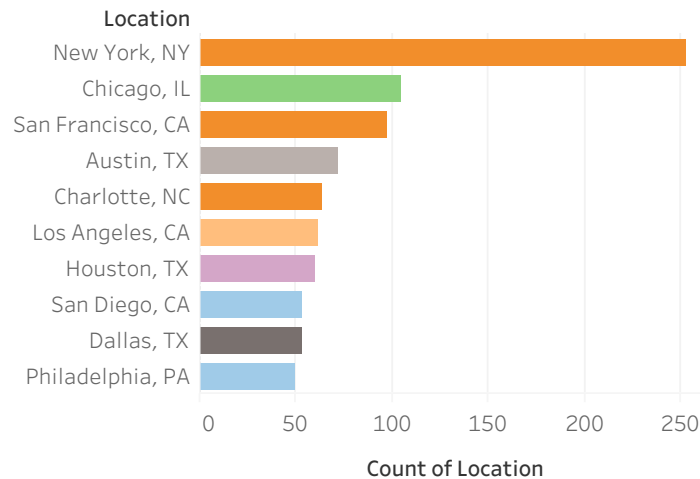 Location
New York, NY
Chicago, IL
San Francisco, CA
Austin, TX
Charlotte, NC
Los Angeles, CA
Houston, TX
San Diego, CA
Dallas, TX
Philadelphia, PA
0 50 100 150 200 250
Count of Location